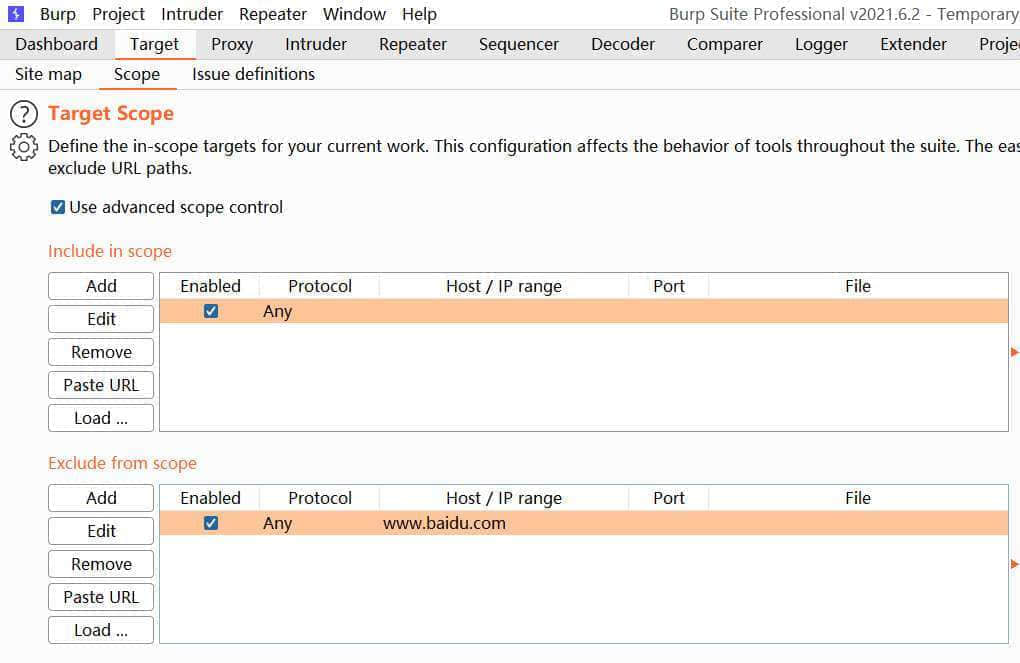 Burp Project Intruder Repeater Window Help Burp Suite Professional v2021.6.2 - Temporary
Dashboard Target Proxy Intruder Repeater Sequencer Decoder Comparer Logger Extender Proje
Site map Scope Issue definitions
? Target Scope
Define the in-scope targets for your current work. This configuration affects the behavior of tools throughout the suite. The eas
exclude URL paths.
Use advanced scope control
Include in scope
Add Enabled Protocol Host / IP range Port File
Edit Any
Remove
Paste URL
Load ...
Exclude from scope
Add Enabled Protocol Host / IP range Port File
Edit Any www.baidu.com
Remove
Paste URL
Load ...